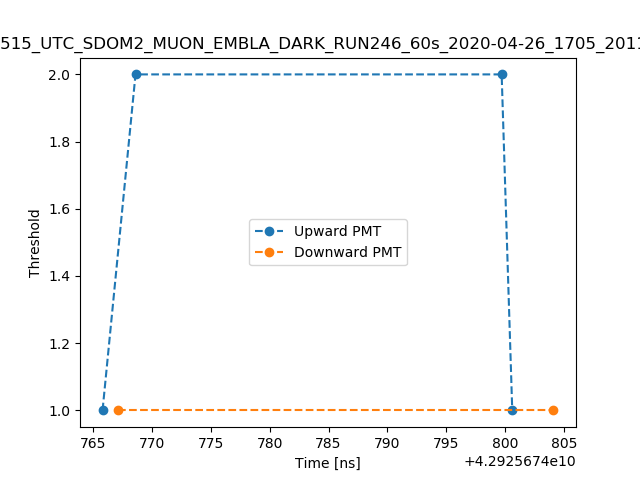 515_UTC_SDOM2_MUON_EMBLA_DARK_RUN246_60s_2020-04-26_1705_2011
Threshold
2.0
1.8
1.6
1.4
1.2
1.0
Upward PMT
Downward PMT
765 770 775 780 785 790 795 800 805
Time [ns]
+4.2925674e10